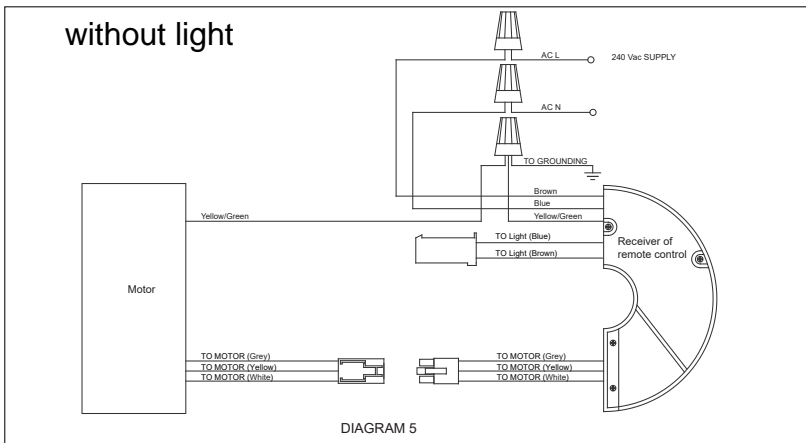 without light
AC L
240 Vac SUPPLY
AC N
TO GROUNDING
Brown
Blue
Yellow/Green
Yellow/Green
TO Light (Blue)
TO Light (Brown)
Receiver of
remote control
Motor
TO MOTOR (Grey)
TO MOTOR (Yellow)
TO MOTOR (White)
TO MOTOR (Grey)
TO MOTOR (Yellow)
TO MOTOR (White)
DIAGRAM 5